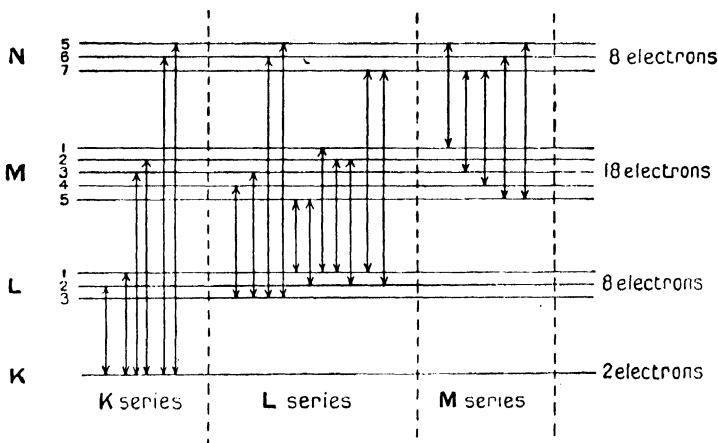 N
5
6
7
8 electrons
M
1
2
3
4
5
18 electrons
L
1
2
3
8 electrons
K
2 electrons
K series
L series
M series